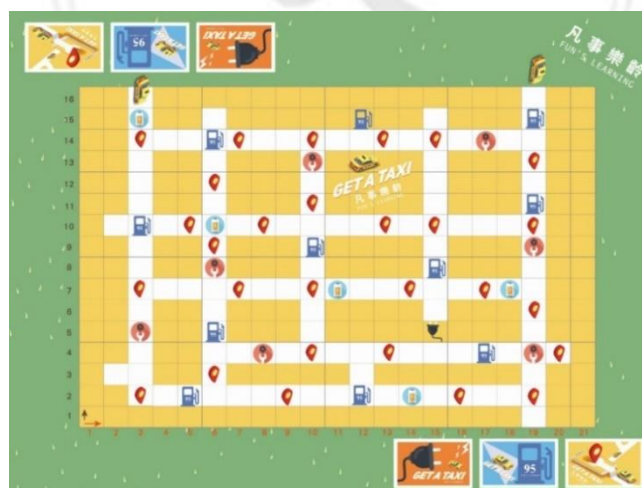 95
GET A TAXI
凡事樂齡
FUN'S LEARNING
16
15
14
13
12
11
10
9
8
7
6
5
4
3
2
1
GET A TAXI
凡事樂齡
1 2 3 4 5 6 7 8 9 10 11 12 13 14 15 16 17 18 19 20 21
GET A TAXI
95